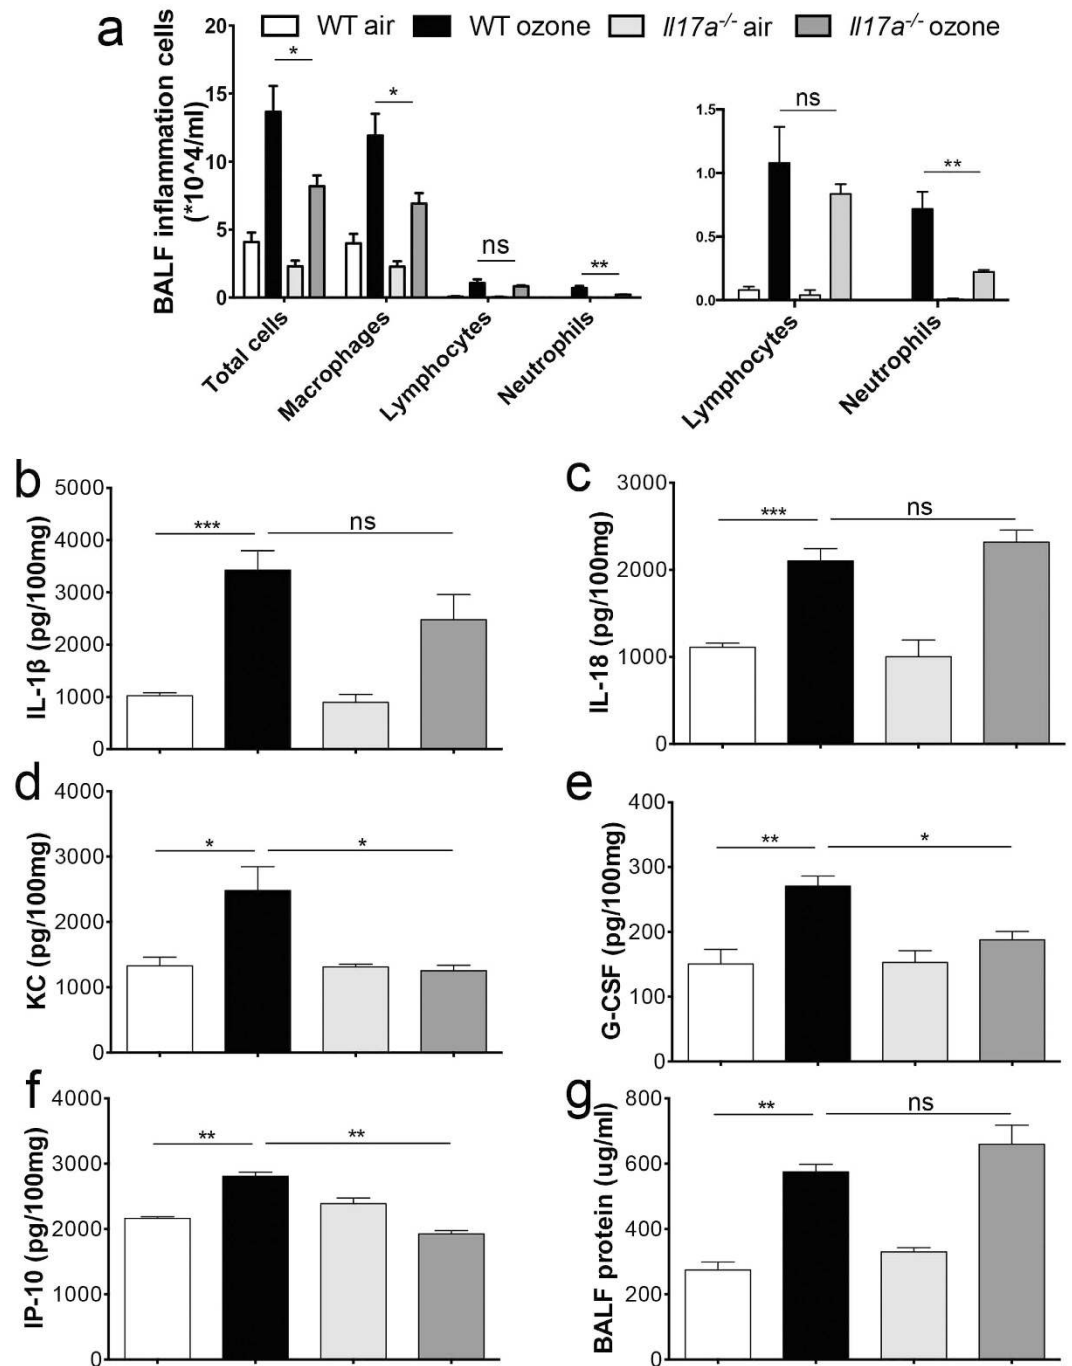 a
WT air WT ozone Il17a-/- air Il17a-/- ozone
BALF inflammation cells
(*10^4/ml)
20
15
10
5
0
*
*
ns
**
Total cells
Macrophages
Lymphocytes
Neutrophils
1.5
1.0
0.5
0.0
ns
**
Lymphocytes
Neutrophils
b
IL-1β (pg/100mg)
5000
4000
3000
2000
1000
0
***
ns
c
IL-18 (pg/100mg)
3000
2000
1000
0
***
ns
d
KC (pg/100mg)
4000
3000
2000
1000
0
*
*
e
G-CSF (pg/100mg)
400
300
200
100
0
**
*
f
IP-10 (pg/100mg)
4000
3000
2000
1000
0
**
**
g
BALF protein (ug/ml)
800
600
400
200
0
**
ns